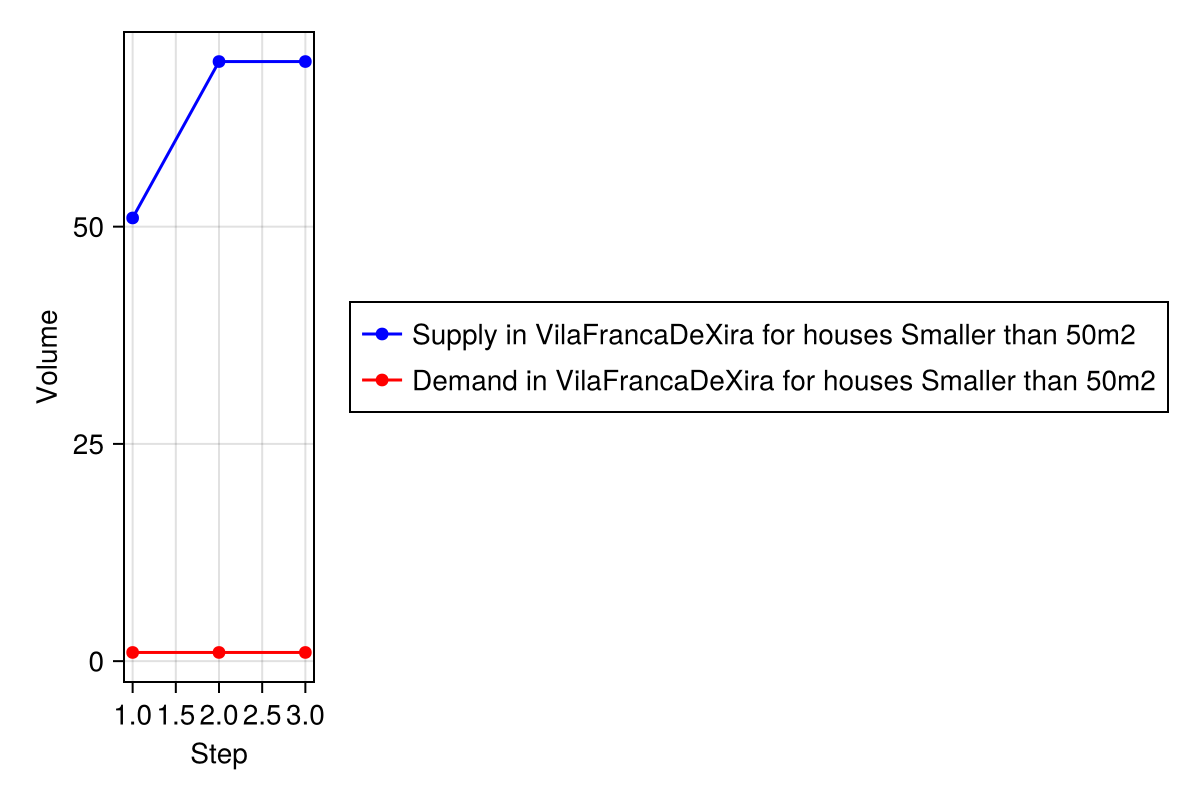 Volume
50
25
0
1.0 1.5 2.0 2.5 3.0
Step
Supply in VilaFrancaDeXira for houses Smaller than 50m2
Demand in VilaFrancaDeXira for houses Smaller than 50m2